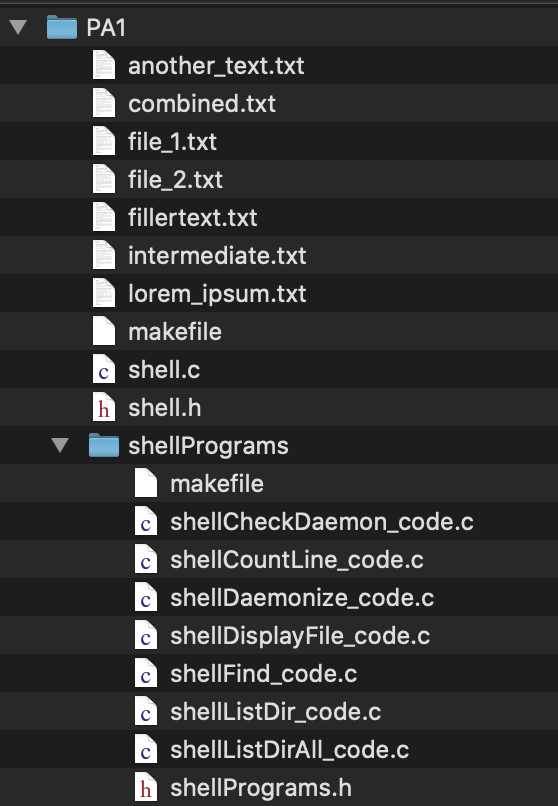 PA1
another_text.txt
combined.txt
file_1.txt
file_2.txt
fillertext.txt
intermediate.txt
lorem_ipsum.txt
makefile
c shell.c
h shell.h
shellPrograms
makefile
c shellCheckDaemon_code.c
c shellCountLine_code.c
c shellDaemonize_code.c
c shellDisplayFile_code.c
c shellFind_code.c
c shellListDir_code.c
c shellListDirAll_code.c
h shellPrograms.h